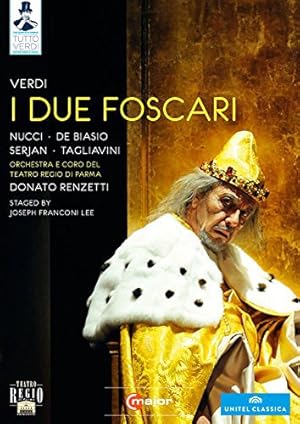 TUTTO
VERDI
VERDI
I DUE FOSCARI
NUCCI · DE BIASIO
SERJAN · TAGLIAVINI
ORCHESTRA E CORO DEL
TEATRO REGIO DI PARMA
DONATO RENZETTI
STAGED BY
JOSEPH FRANCONI LEE
TEATRO
REGIO
c major
UNITEL CLASSICA